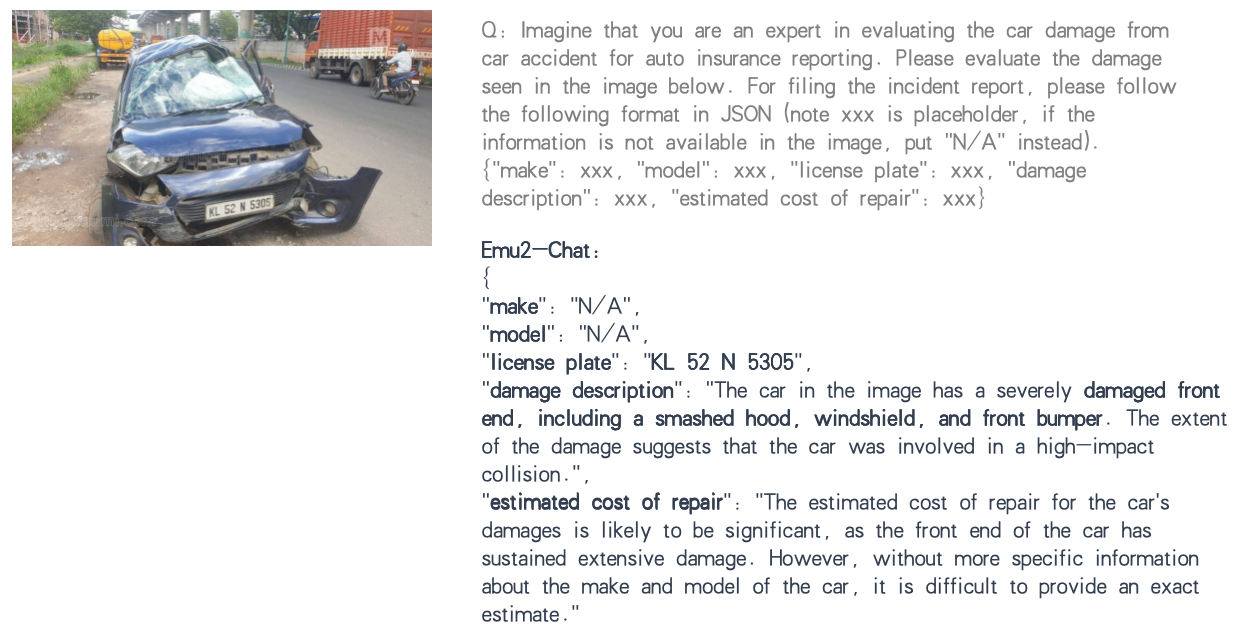 M
KL 52 N 5305
Q: Imagine that you are an expert in evaluating the car damage from
car accident for auto insurance reporting. Please evaluate the damage
seen in the image below. For filing the incident report, please follow
the following format in JSON (note xxx is placeholder, if the
information is not available in the image, put "N/A" instead).
{"make": xxx, "model": xxx, "license plate": xxx, "damage
description": xxx, "estimated cost of repair": xxx}
Emu2-Chat:
{
"make": "N/A",
"model": "N/A",
"license plate": "KL 52 N 5305",
"damage description": "The car in the image has a severely damaged front
end, including a smashed hood, windshield, and front bumper. The extent
of the damage suggests that the car was involved in a high-impact
collision.",
"estimated cost of repair": "The estimated cost of repair for the car's
damages is likely to be significant, as the front end of the car has
sustained extensive damage. However, without more specific information
about the make and model of the car, it is difficult to provide an exact
estimate."